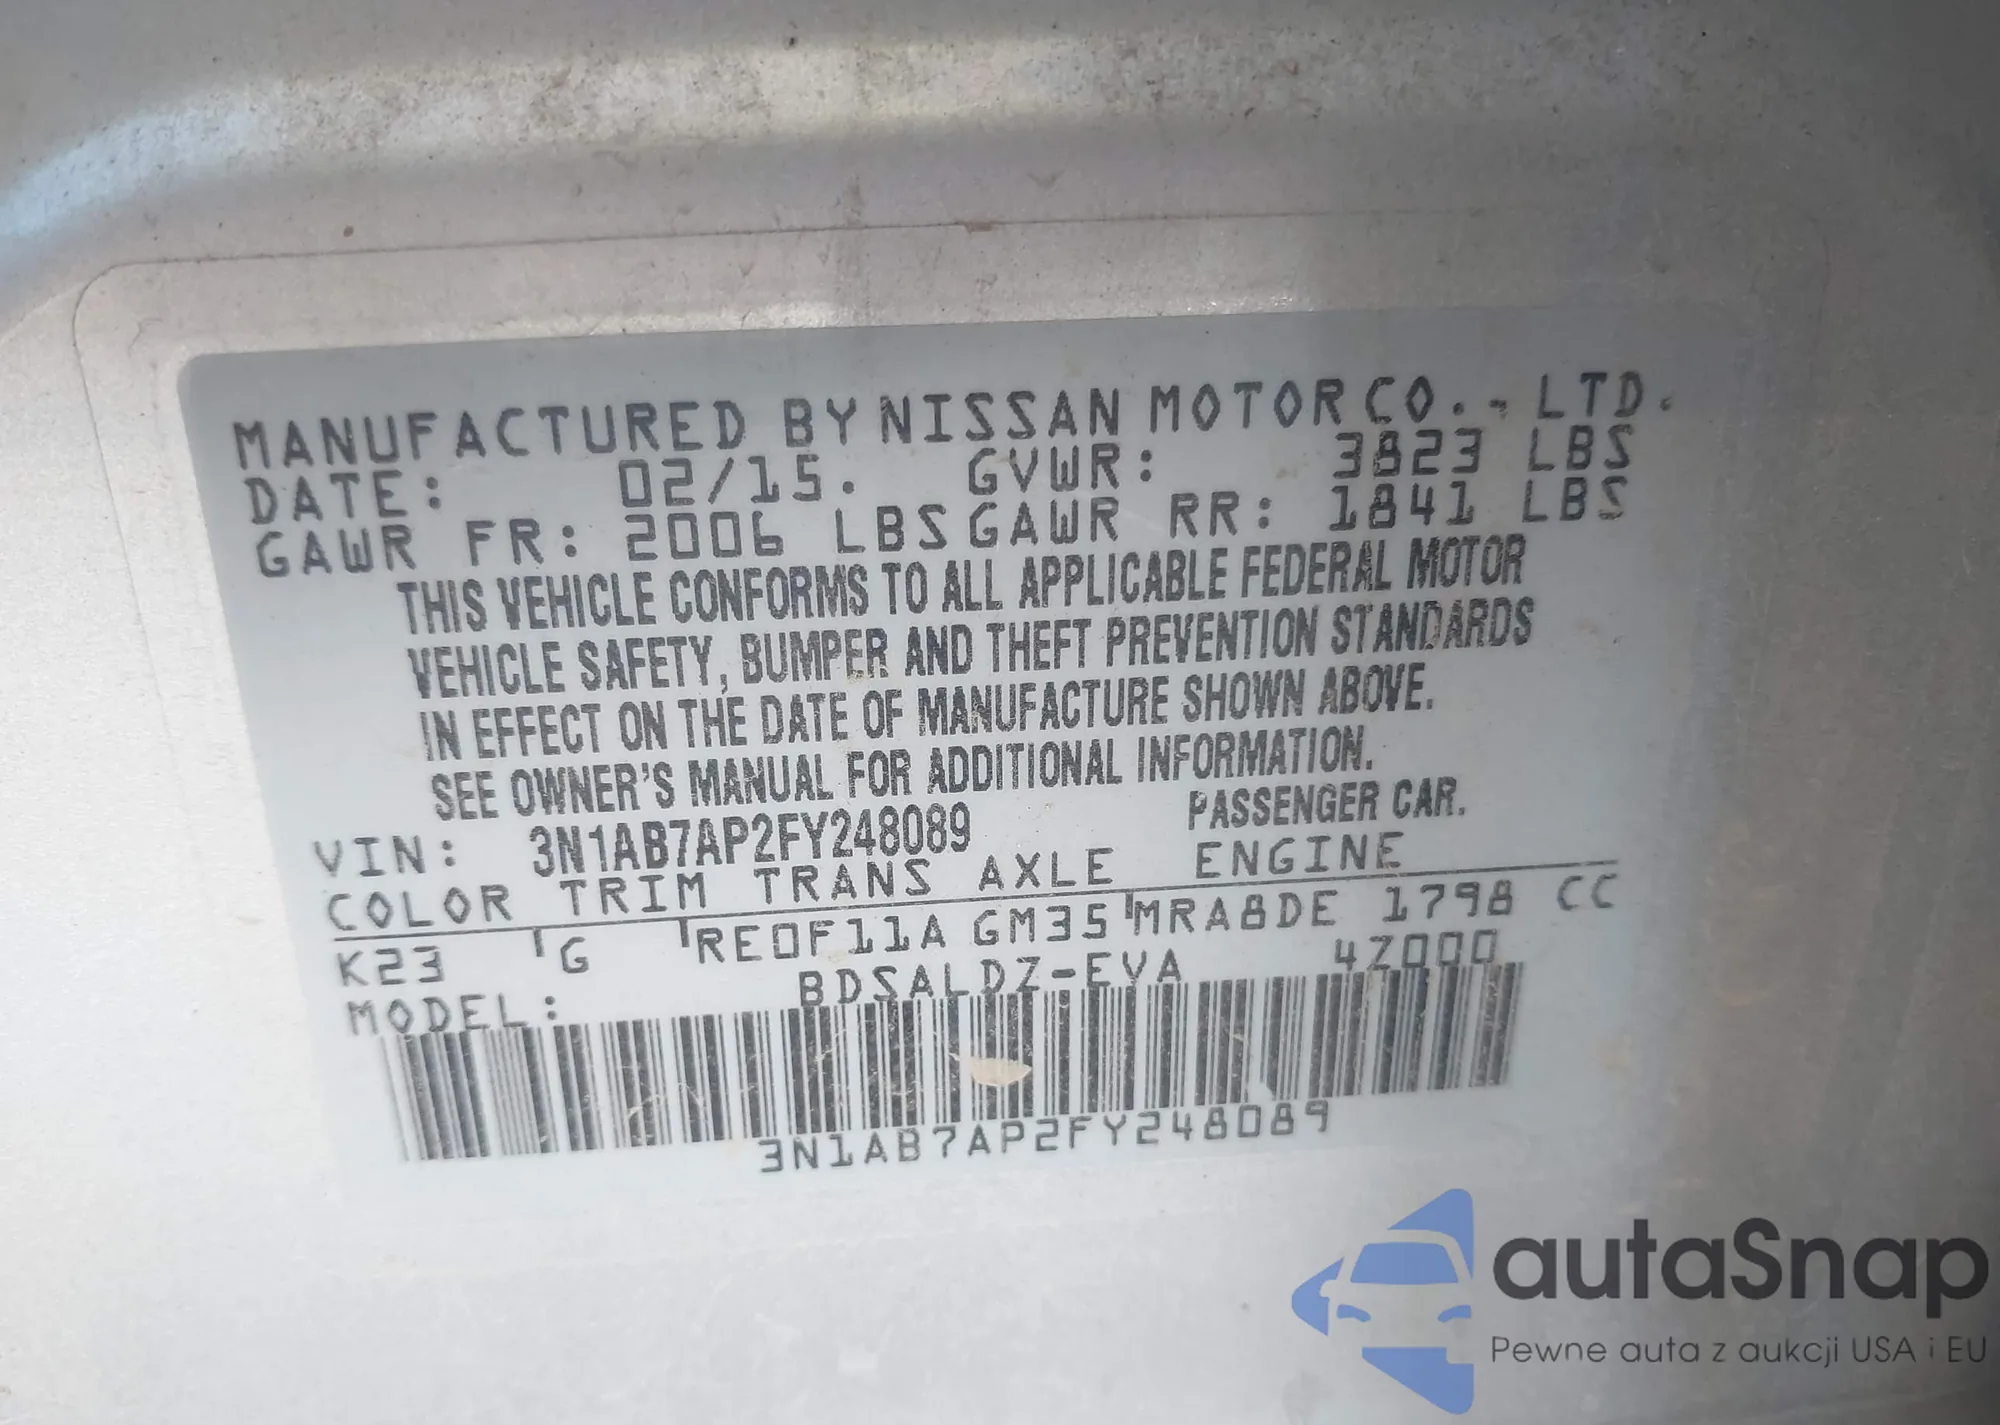 MANUFACTURED BY NISSAN MOTOR CO., LTD.
DATE: 02/15. GVWR: 3823 LBS
GAWR FR: 2006 LBS GAWR RR: 1841 LBS
THIS VEHICLE CONFORMS TO ALL APPLICABLE FEDERAL MOTOR
VEHICLE SAFETY, BUMPER AND THEFT PREVENTION STANDARDS
IN EFFECT ON THE DATE OF MANUFACTURE SHOWN ABOVE.
SEE OWNER'S MANUAL FOR ADDITIONAL INFORMATION.
VIN: 3N1AB7AP2FY248089 PASSENGER CAR.
COLOR TRIM TRANS AXLE ENGINE
K23 G RE0F11A GM35 MRA8DE 1798 CC
MODEL: BDSALDZ-EVA 4Z000
3N1AB7AP2FY248089
autaSnap
Pewne auta z aukcji USA i EU